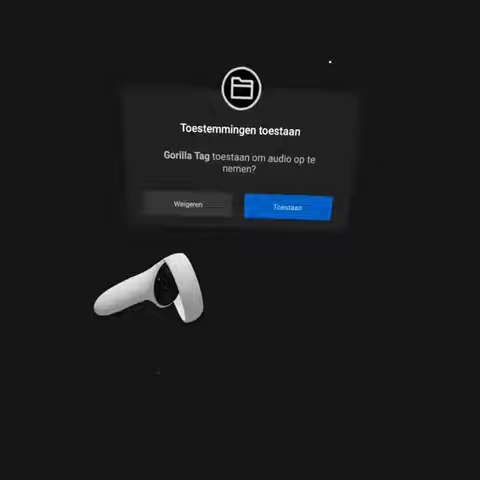 Toestemmingen toestaan
Gorilla Tag toestaan om audio op te
nemen?
Weigeren
Toestaan